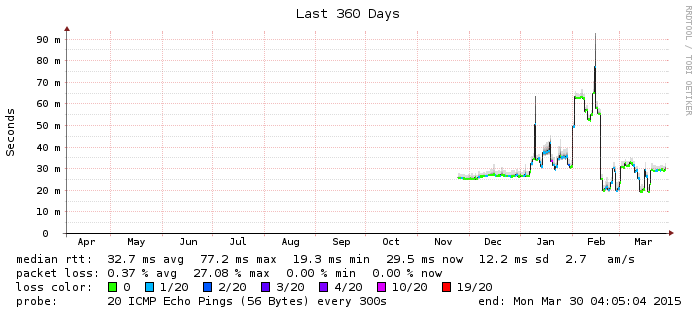 Last 360 Days
RRDTOOL / TOBI OETIKER
Seconds
90 m
80 m
70 m
60 m
50 m
40 m
30 m
20 m
10 m
0
Apr May Jun Jul Aug Sep Oct Nov Dec Jan Feb Mar
median rtt: 32.7 ms avg 77.2 ms max 19.3 ms min 29.5 ms now 12.2 ms sd 2.7 am/s
packet loss: 0.37 % avg 27.08 % max 0.00 % min 0.00 % now
loss color: 0 1/20 2/20 3/20 4/20 10/20 19/20
probe: 20 ICMP Echo Pings (56 Bytes) every 300s end: Mon Mar 30 04:05:04 2015